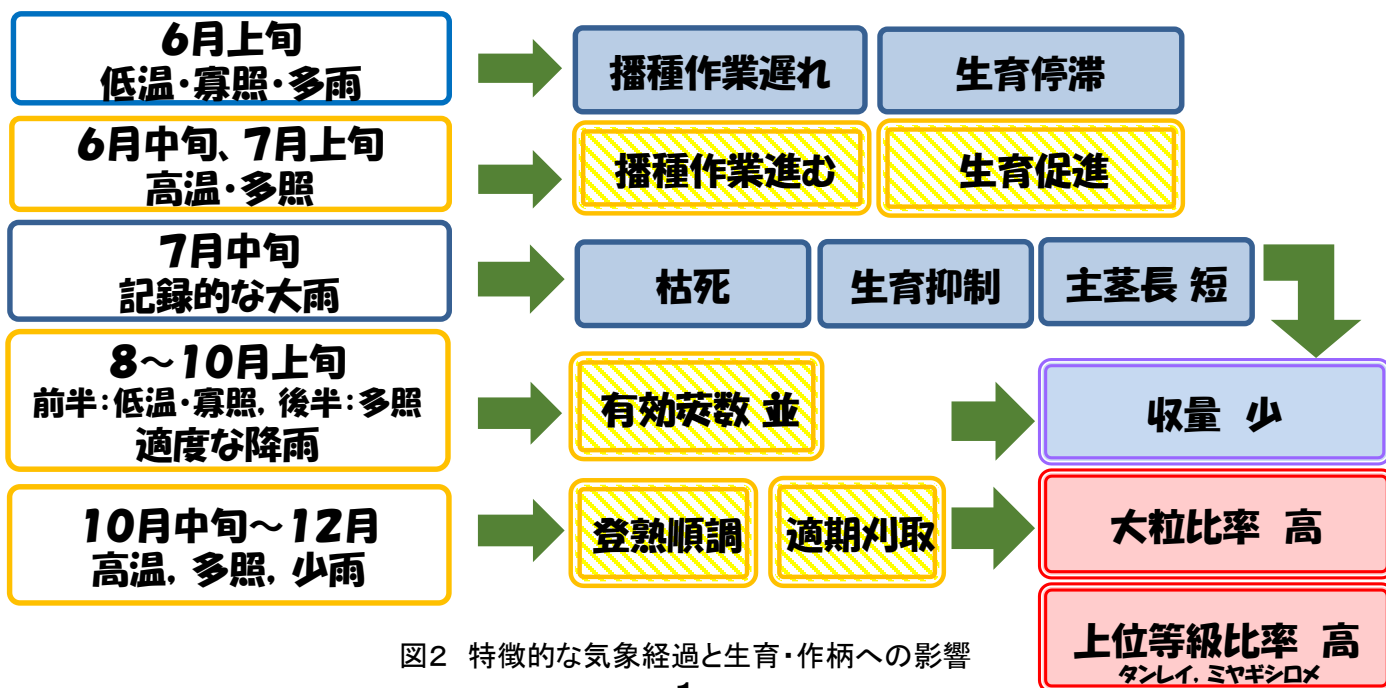 6月上旬
低温・寡照・多雨
播種作業遅れ
生育停滞
6月中旬、7月上旬
高温・多照
播種作業進む
生育促進
7月中旬
記録的な大雨
枯死
生育抑制
主茎長 短
8~10月上旬
前半:低温・寡照, 後半:多照
適度な降雨
有効莢数 並
収量 少
10月中旬~12月
高温, 多照, 少雨
登熟順調
適期刈取
大粒比率 高
上位等級比率 高
タンレイ, ミヤギシロメ
図2 特徴的な気象経過と生育・作柄への影響